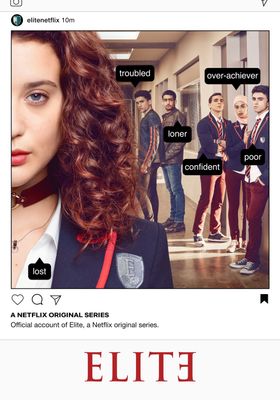 elitenetflix 10m
troubled
over-achiever
loner
confident
poor
lost
A NETFLIX ORIGINAL SERIES
Official account of Elite, a Netflix original series.
ELITE